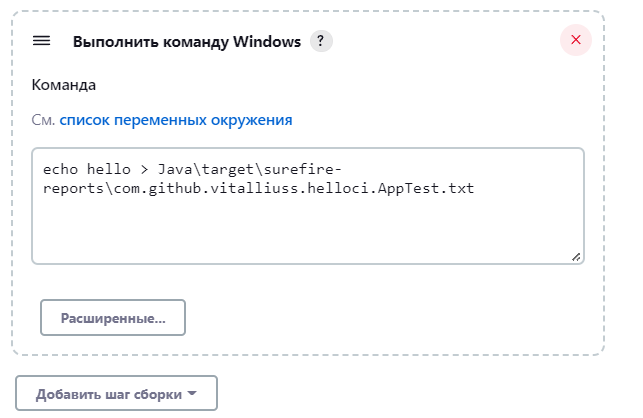 Выполнить команду Windows ?
Команда
См. список переменных окружения
echo hello > Java\target\surefire-
reports\com.github.vitalliuss.helloci.AppTest.txt
Расширенные...
Добавить шаг сборки